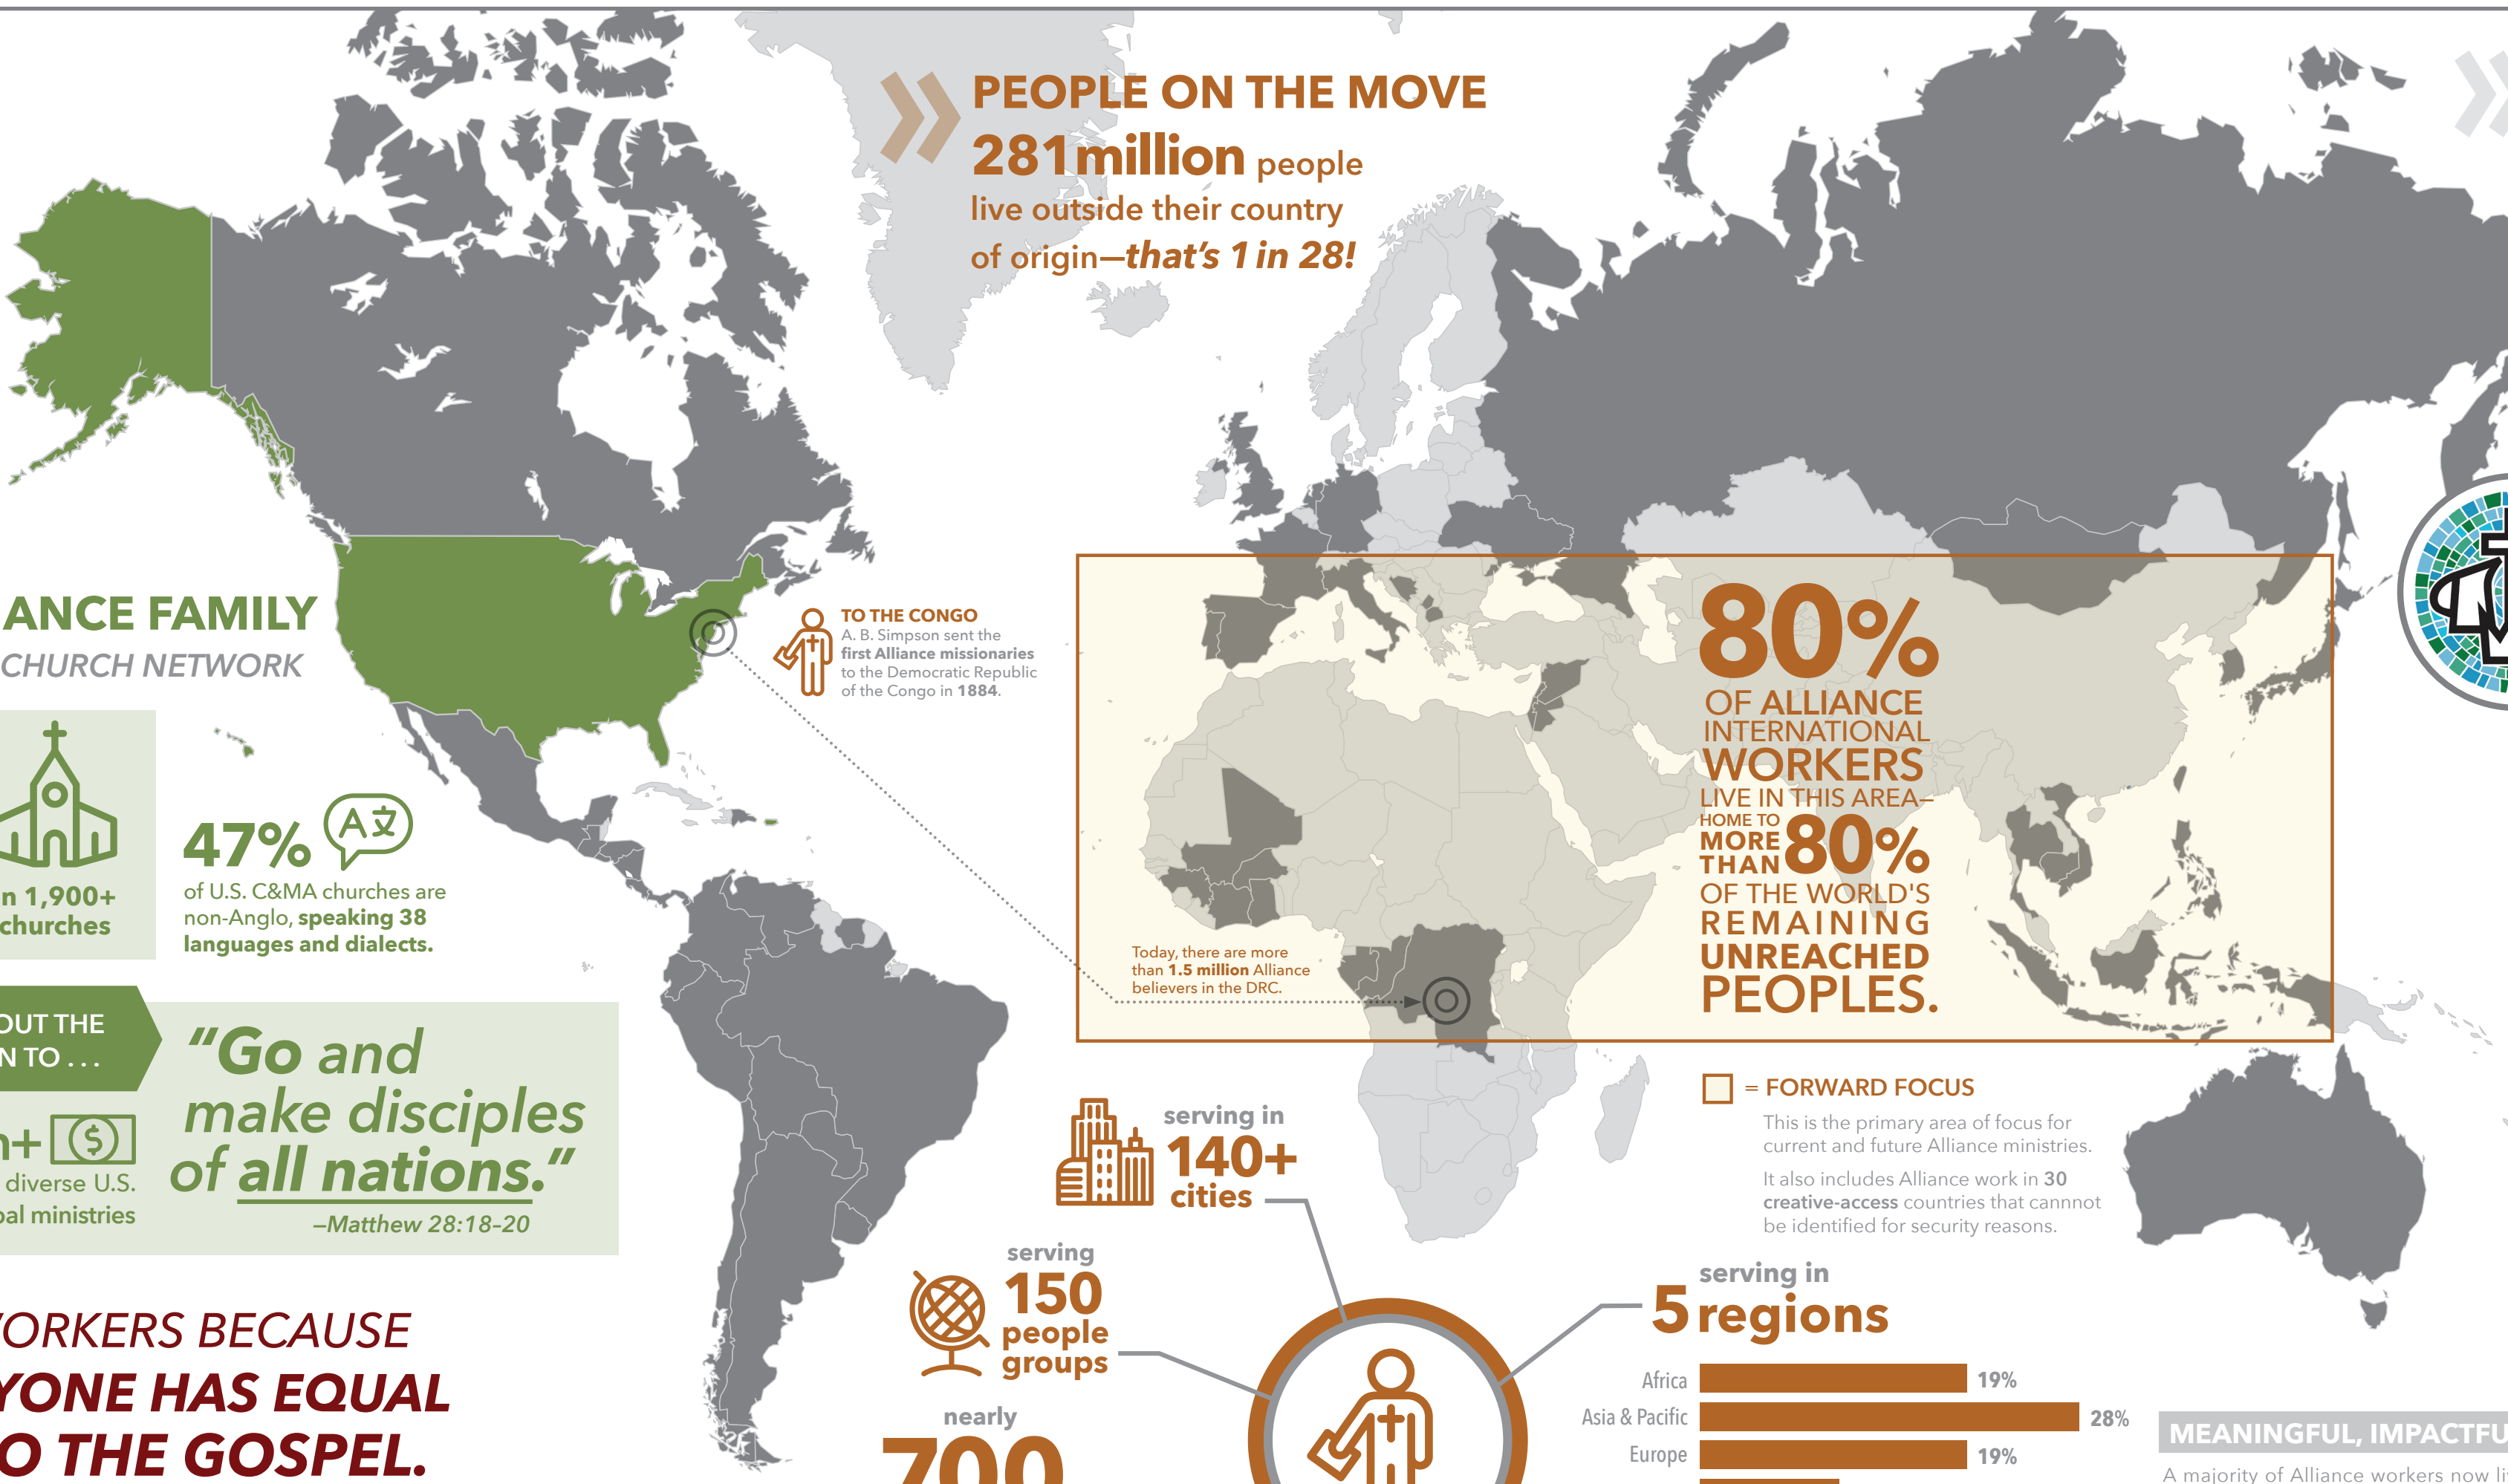 PEOPLE ON THE MOVE
281 million people
live outside their country
of origin—that's 1 in 28!
ANCE FAMILY
CHURCH NETWORK
n 1,900+
churches
47%
A文
of U.S. C&MA churches are
non-Anglo, speaking 38
languages and dialects.
OUT THE
N TO . . .
"Go and
make disciples
of all nations."
—Matthew 28:18–20
+
$
diverse U.S.
bal ministries
ORKERS BECAUSE
YONE HAS EQUAL
O THE GOSPEL.
TO THE CONGO
A. B. Simpson sent the
first Alliance missionaries
to the Democratic Republic
of the Congo in 1884.
Today, there are more
than 1.5 million Alliance
believers in the DRC.
80%
OF ALLIANCE
INTERNATIONAL
WORKERS
LIVE IN THIS AREA—
HOME TO
MORE
THAN 80%
OF THE WORLD'S
REMAINING
UNREACHED
PEOPLES.
= FORWARD FOCUS
This is the primary area of focus for
current and future Alliance ministries.
It also includes Alliance work in 30
creative-access countries that cannnot
be identified for security reasons.
serving in
140+
cities
serving
150
people
groups
nearly
700
serving in
5 regions
Africa 19%
Asia & Pacific 28%
Europe 19%
MEANINGFUL, IMPACTFU
A majority of Alliance workers now li